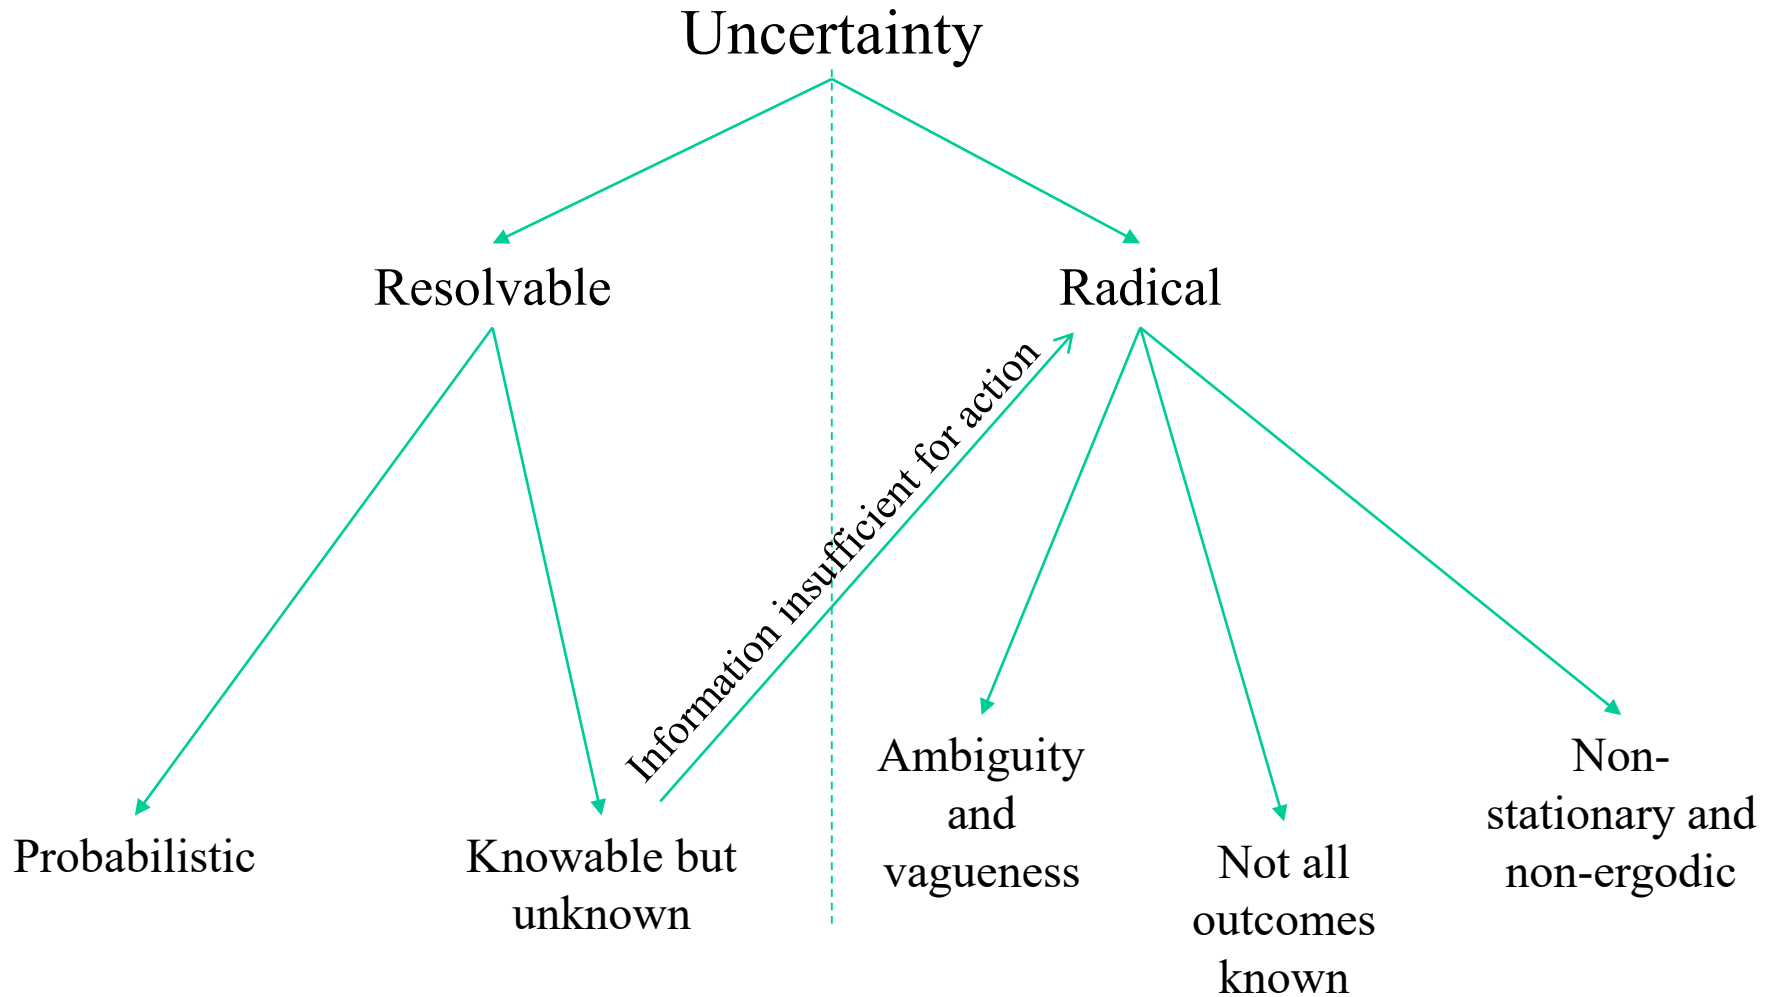 Uncertainty
Resolvable
Radical
Information insufficient for action
Probabilistic
Knowable but
unknown
Ambiguity
and
vagueness
Not all
outcomes
known
Non-
stationary and
non-ergodic